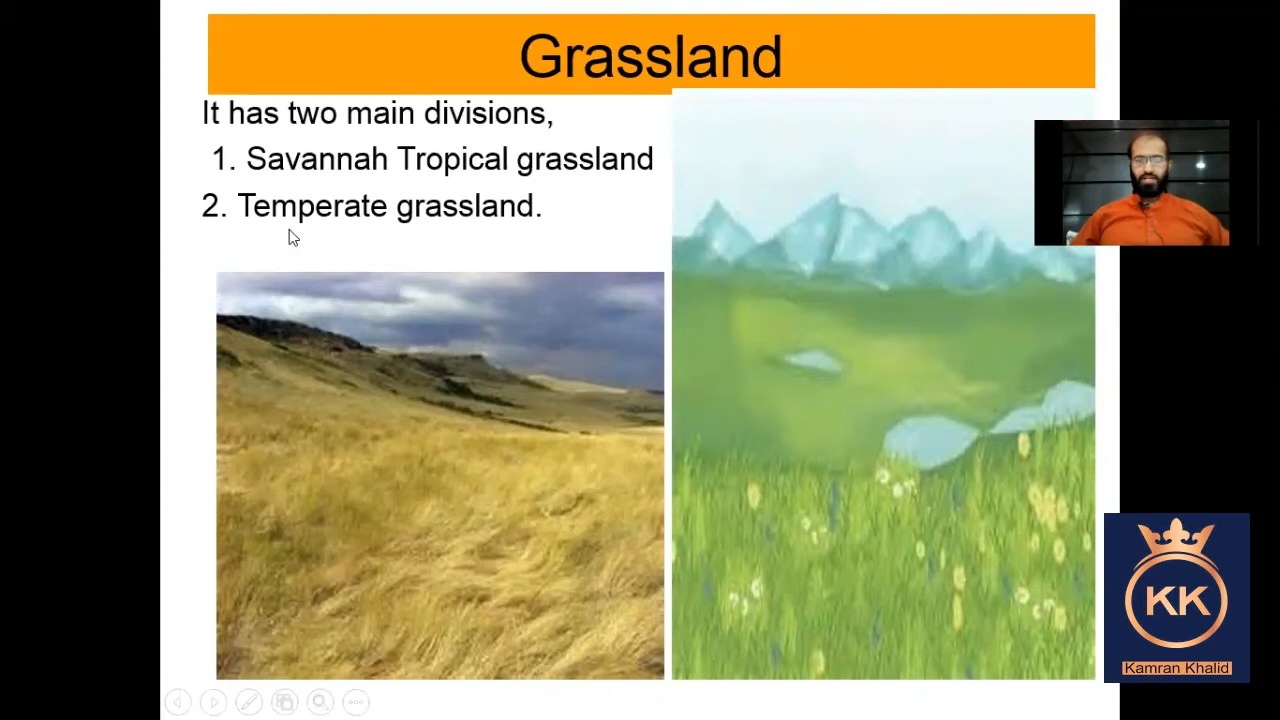 Grassland
It has two main divisions,
1. Savannah Tropical grassland
2. Temperate grassland.
KK
Kamran Khalid